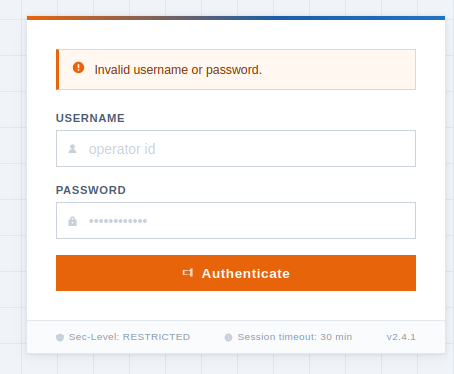 Invalid username or password.
USERNAME
operator id
PASSWORD
••••••••••••
Authenticate
Sec-Level: RESTRICTED Session timeout: 30 min v2.4.1